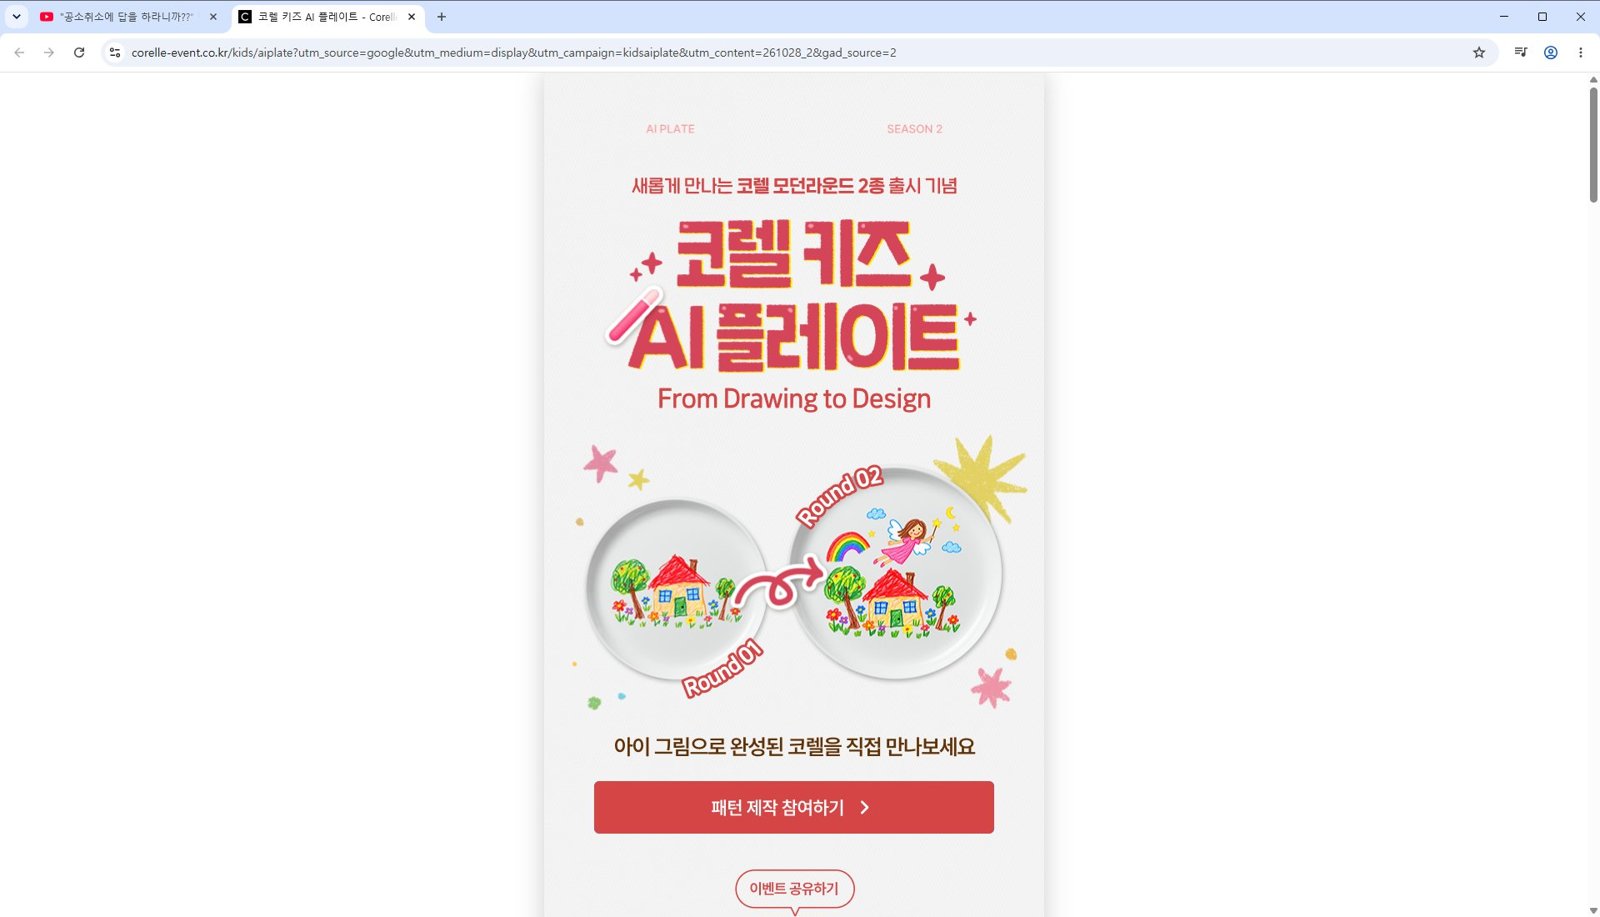 "공소취소에 답을 하라니까??"
코렐 키즈 AI 플레이트 - Corelle
corelle-event.co.kr/kids/aiplate?utm_source=google&utm_medium=display&utm_campaign=kidsaiplate&utm_content=261028_2&gad_source=2
AI PLATE
SEASON 2
새롭게 만나는 코렐 모던라운드 2종 출시 기념
코렐 키즈
AI 플레이트
From Drawing to Design
Round 02
Round 01
아이 그림으로 완성된 코렐을 직접 만나보세요
패턴 제작 참여하기
이벤트 공유하기